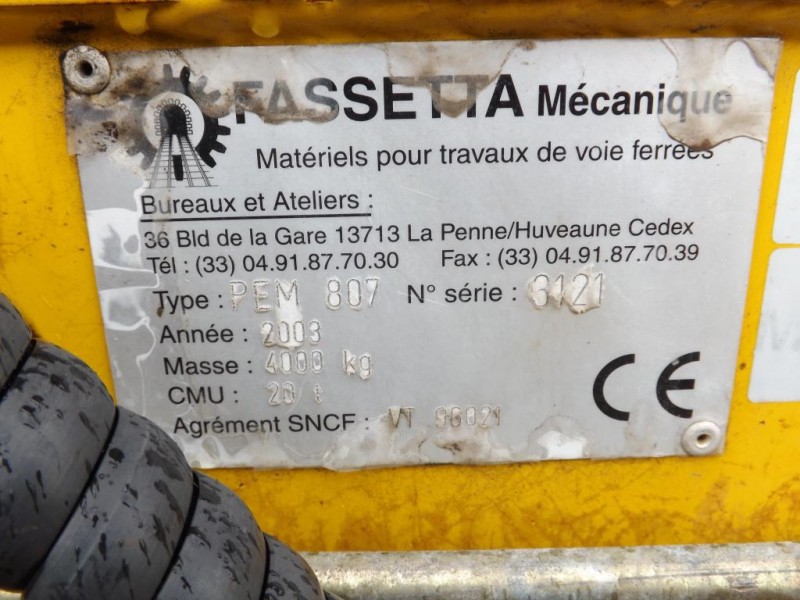 FASSETTA Mécanique
Matériels pour travaux de voie ferrées
Bureaux et Ateliers :
36 Bld de la Gare 13713 La Penne/Huveaune Cedex
Tél : (33) 04.91.87.70.30 Fax : (33) 04.91.87.70.39
Type : PEM 807 N° série : 3121
Année : 2003
Masse : 4000 kg
CMU : 20 t
Agrément SNCF : VT 96021
CE